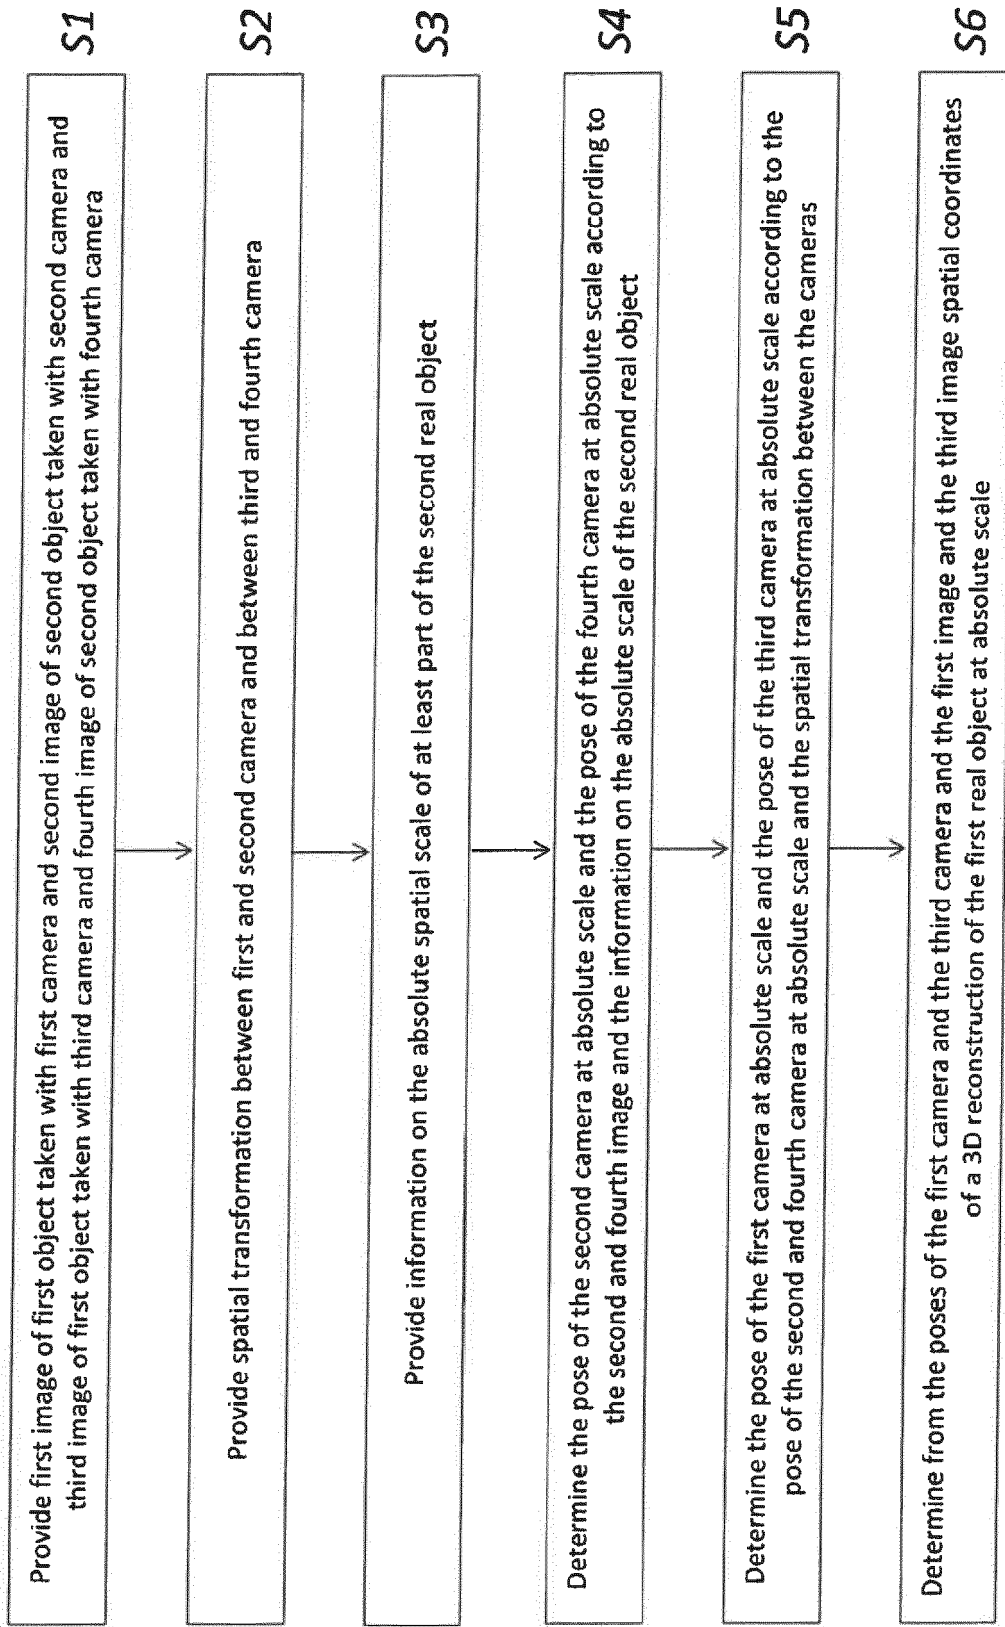 Provide first image of first object taken with first camera and second image of second object taken with second camera and
third image of first object taken with third camera and fourth image of second object taken with fourth camera
S1
Provide spatial transformation between first and second camera and between third and fourth camera
S2
Provide information on the absolute spatial scale of at least part of the second real object
S3
Determine the pose of the second camera at absolute scale and the pose of the fourth camera at absolute scale according to
the second and fourth image and the information on the absolute scale of the second real object
S4
Determine the pose of the first camera at absolute scale and the pose of the third camera at absolute scale according to the
pose of the second and fourth camera at absolute scale and the spatial transformation between the cameras
S5
Determine from the poses of the first camera and the third camera and the first image and the third image spatial coordinates
of a 3D reconstruction of the first real object at absolute scale
S6